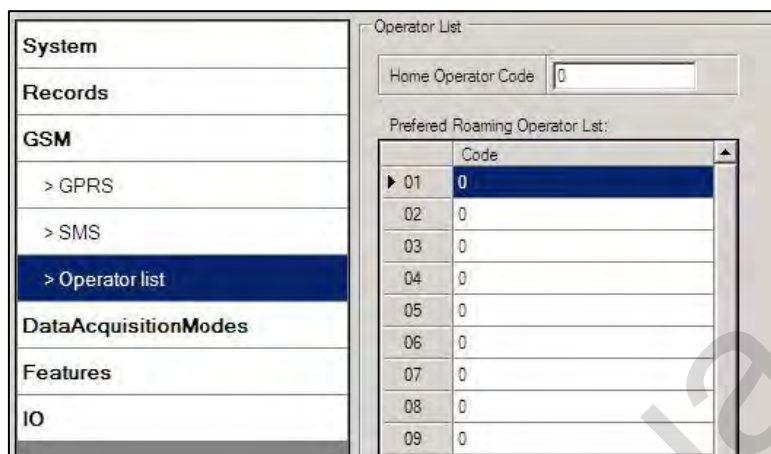 System
Records
GSM
> GPRS
> SMS
> Operator list
DataAcquisitionModes
Features
IO
Operator List
Home Operator Code 0
Prefered Roaming Operator List:
Code
01 0
02 0
03 0
04 0
05 0
06 0
07 0
08 0
09 0